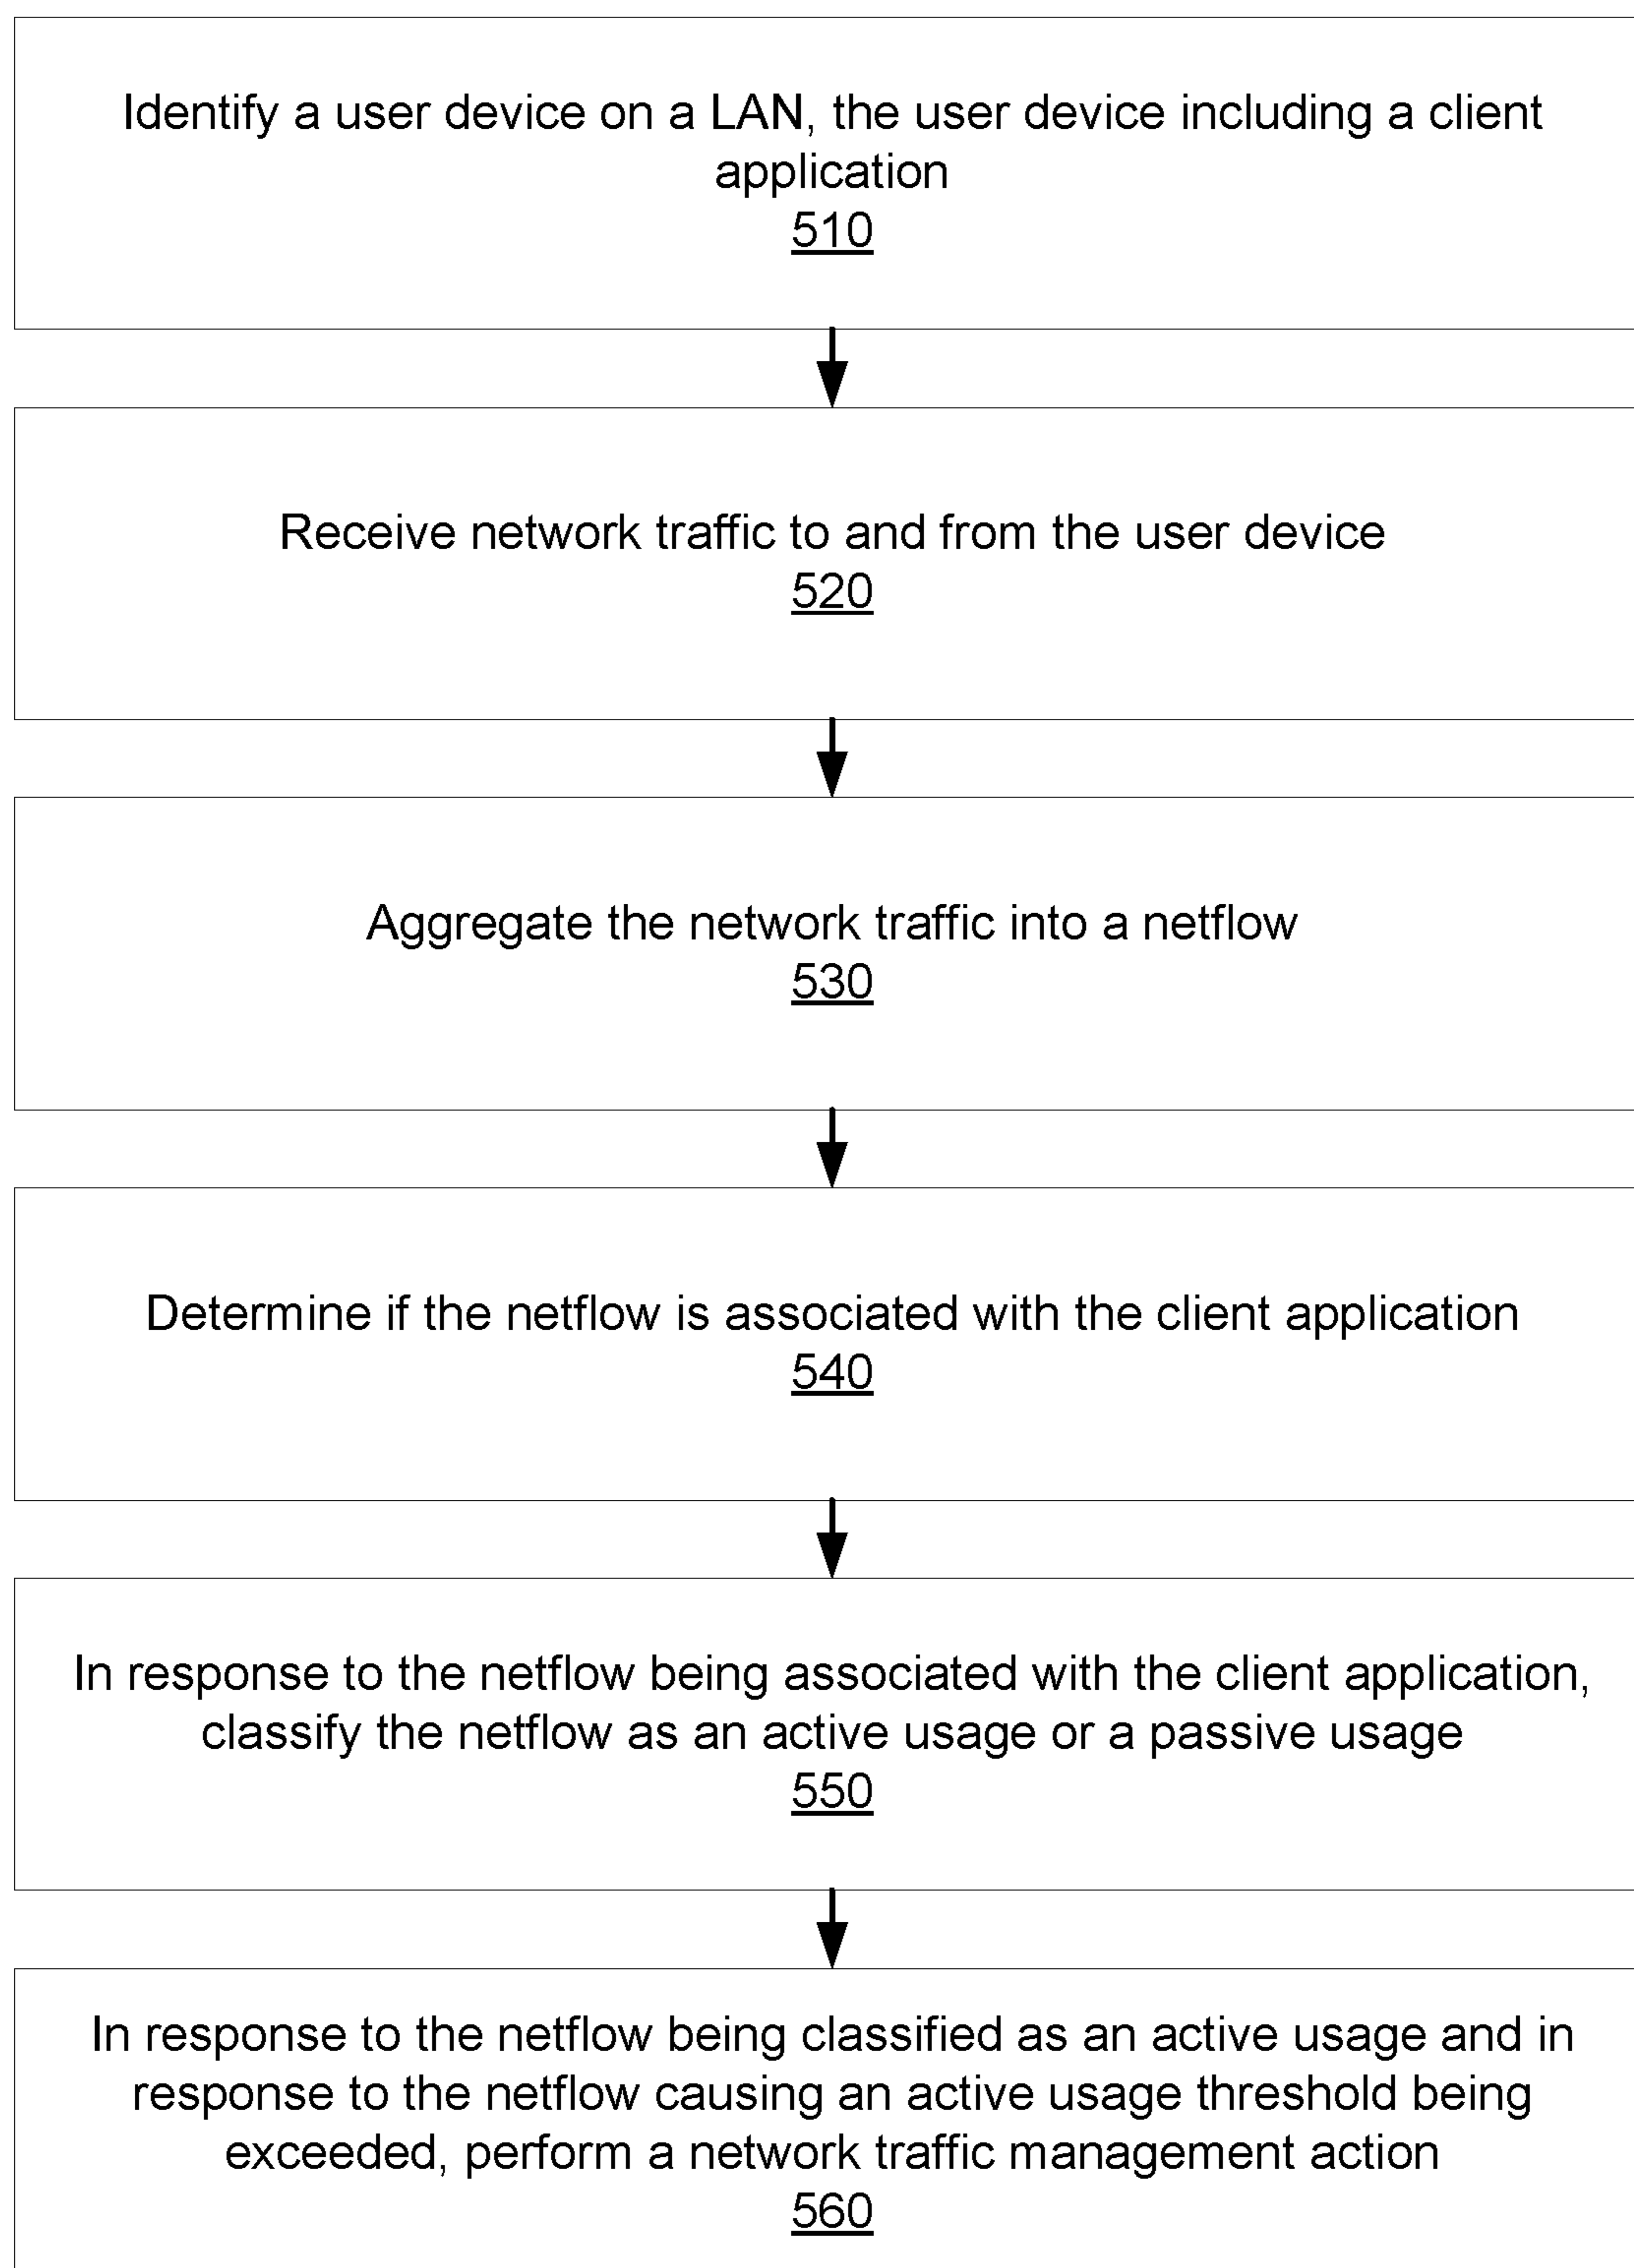 Identify a user device on a LAN, the user device including a client
application
510
Receive network traffic to and from the user device
520
Aggregate the network traffic into a netflow
530
Determine if the netflow is associated with the client application
540
In response to the netflow being associated with the client application,
classify the netflow as an active usage or a passive usage
550
In response to the netflow being classified as an active usage and in
response to the netflow causing an active usage threshold being
exceeded, perform a network traffic management action
560